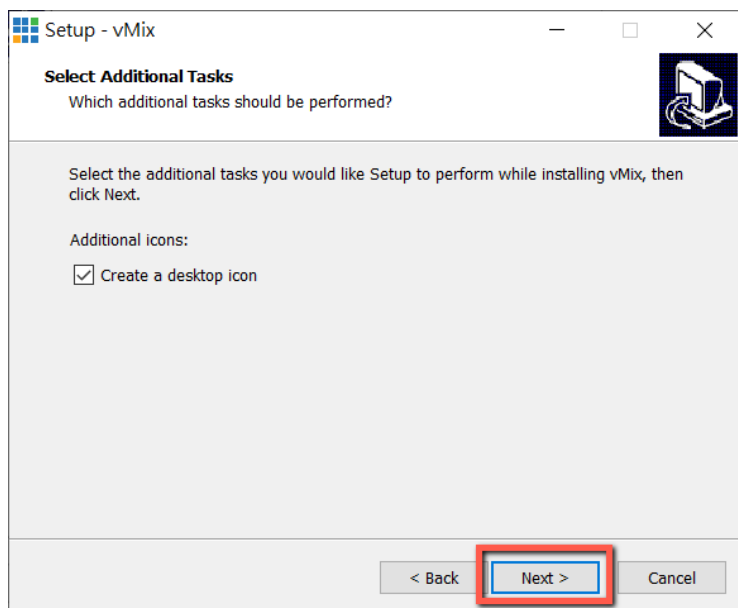 Setup - vMix
Select Additional Tasks
Which additional tasks should be performed?
Select the additional tasks you would like Setup to perform while installing vMix, then
click Next.
Additional icons:
Create a desktop icon
< Back
Next >
Cancel